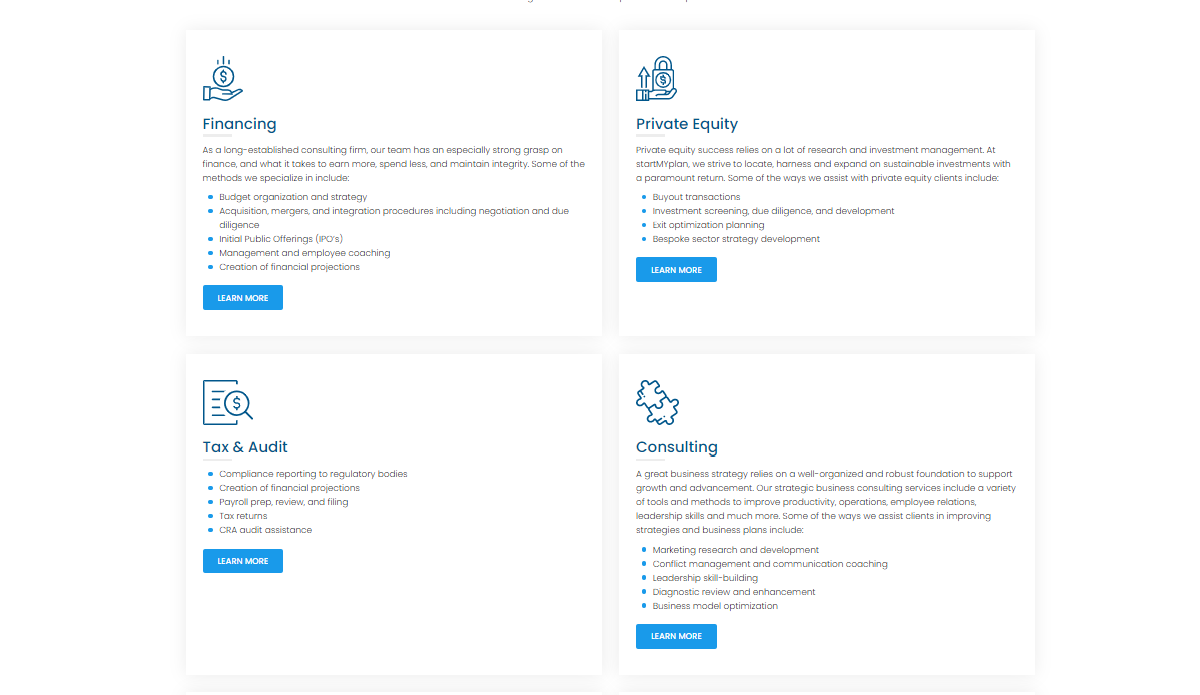 Financing
As a long-established consulting firm, our team has an especially strong grasp on
finance, and what it takes to earn more, spend less, and maintain integrity. Some of the
methods we specialize in include:
Budget organization and strategy
Acquisition, mergers, and integration procedures including negotiation and due
diligence
Initial Public Offerings (IPO's)
Management and employee coaching
Creation of financial projections
LEARN MORE
Private Equity
Private equity success relies on a lot of research and investment management. At
startMYplan, we strive to locate, harness and expand on sustainable investments with
a paramount return. Some of the ways we assist with private equity clients include:
Buyout transactions
Investment screening, due diligence, and development
Exit optimization planning
Bespoke sector strategy development
LEARN MORE
Tax & Audit
Compliance reporting to regulatory bodies
Creation of financial projections
Payroll prep, review, and filing
Tax returns
CRA audit assistance
LEARN MORE
Consulting
A great business strategy relies on a well-organized and robust foundation to support
growth and advancement. Our strategic business consulting services include a variety
of tools and methods to improve productivity, operations, employee relations,
leadership skills and much more. Some of the ways we assist clients in improving
strategies and business plans include:
Marketing research and development
Conflict management and communication coaching
Leadership skill-building
Diagnostic review and enhancement
Business model optimization
LEARN MORE